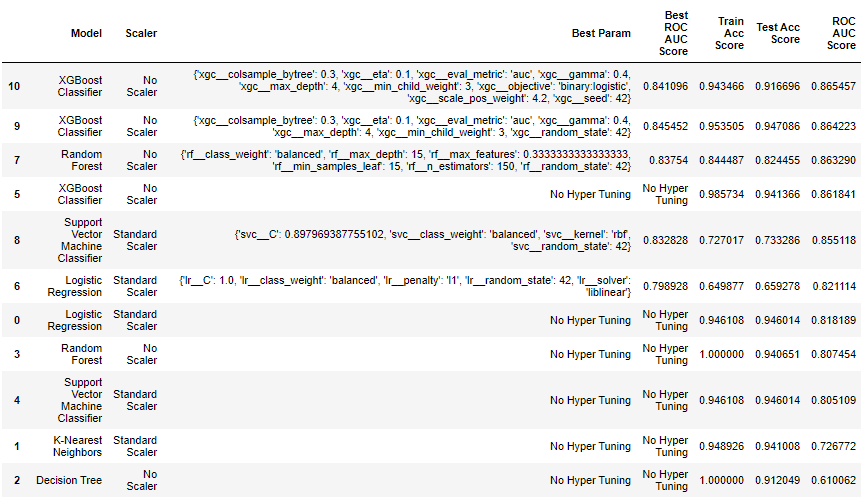 Model Scaler Best Param Best ROC AUC Score Train Acc Score Test Acc Score ROC AUC Score
10 XGBoost Classifier No Scaler {'xgc__colsample_bytree': 0.3, 'xgc__eta': 0.1, 'xgc__eval_metric': 'auc', 'xgc__gamma': 0.4, 'xgc__max_depth': 4, 'xgc__min_child_weight': 3, 'xgc__objective': 'binary:logistic', 'xgc__scale_pos_weight': 4.2, 'xgc__seed': 42} 0.841096 0.943466 0.916696 0.865457
9 XGBoost Classifier No Scaler {'xgc__colsample_bytree': 0.3, 'xgc__eta': 0.1, 'xgc__eval_metric': 'auc', 'xgc__gamma': 0.4, 'xgc__max_depth': 4, 'xgc__min_child_weight': 3, 'xgc__random_state': 42} 0.845452 0.953505 0.947086 0.864223
7 Random Forest No Scaler {'rf__class_weight': 'balanced', 'rf__max_depth': 15, 'rf__max_features': 0.3333333333333333, 'rf__min_samples_leaf': 15, 'rf__n_estimators': 150, 'rf__random_state': 42} 0.83754 0.844487 0.824455 0.863290
5 XGBoost Classifier No Scaler No Hyper Tuning No Hyper Tuning 0.985734 0.941366 0.861841
8 Support Vector Machine Classifier Standard Scaler {'svc__C': 0.897969387755102, 'svc__class_weight': 'balanced', 'svc__kernel': 'rbf', 'svc__random_state': 42} 0.832828 0.727017 0.733286 0.855118
6 Logistic Regression Standard Scaler {'lr__C': 1.0, 'lr__class_weight': 'balanced', 'lr__penalty': 'l1', 'lr__random_state': 42, 'lr__solver': 'liblinear'} 0.798928 0.649877 0.659278 0.821114
0 Logistic Regression Standard Scaler No Hyper Tuning No Hyper Tuning 0.946108 0.946014 0.818189
3 Random Forest No Scaler No Hyper Tuning No Hyper Tuning 1.000000 0.940651 0.807454
4 Support Vector Machine Classifier Standard Scaler No Hyper Tuning No Hyper Tuning 0.946108 0.946014 0.805109
1 K-Nearest Neighbors Standard Scaler No Hyper Tuning No Hyper Tuning 0.948926 0.941008 0.726772
2 Decision Tree No Scaler No Hyper Tuning No Hyper Tuning 1.000000 0.912049 0.610062